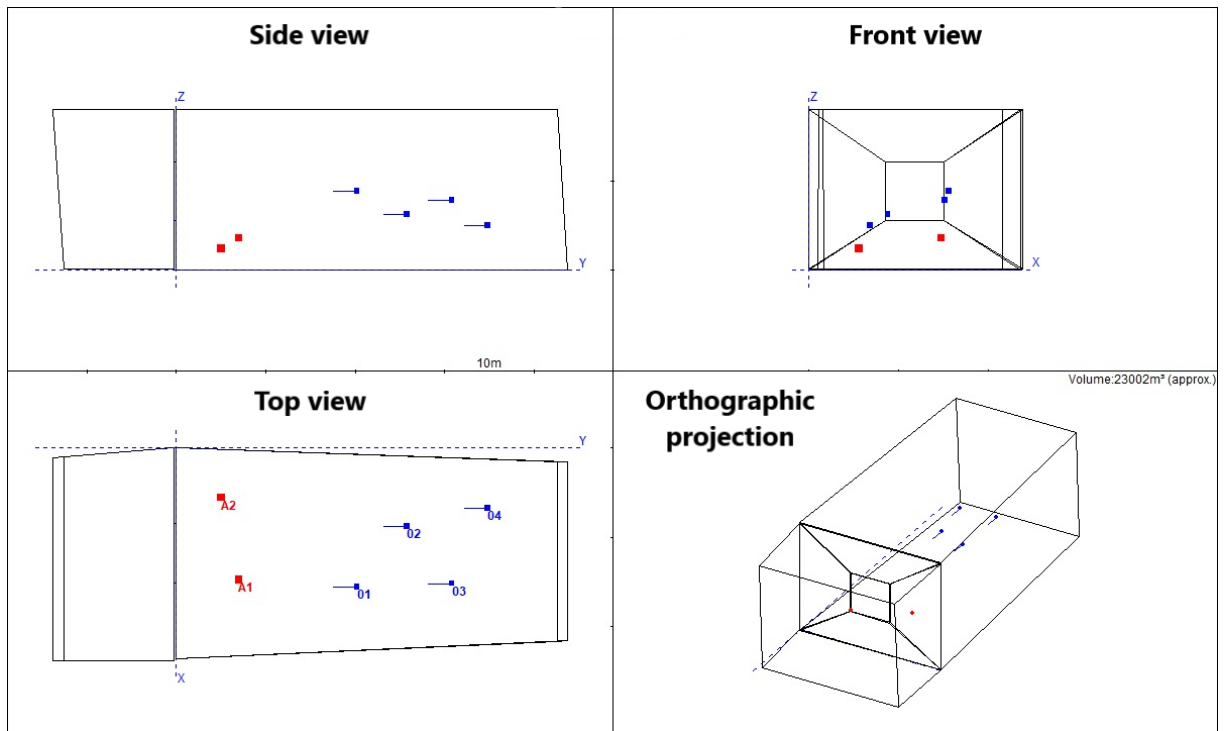 Side view
Z
Y
10m
Front view
Z
X
Top view
Y
A2
A1
01
02
03
04
X
Orthographic
projection
Volume:23002m³ (approx.)